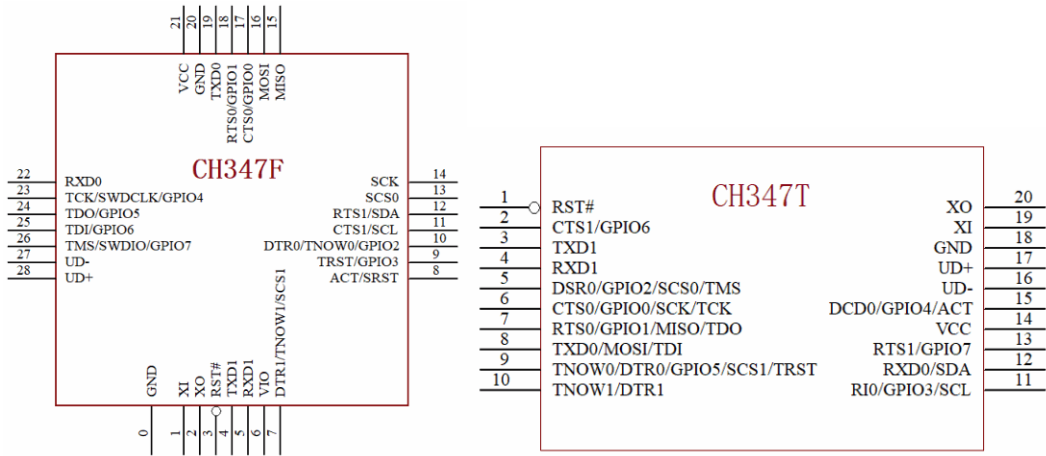 21 20 19 18 17 16 15
VCC GND TXD0 RTS0/GPIO1 CTS0/GPIO0 MOSI MISO
CH347F
22 RXD0 SCK 14
23 TCK/SWDCLK/GPIO4 SCS0 13
24 TDO/GPIO5 RTS1/SDA 12
25 TDI/GPIO6 CTS1/SCL 11
26 TMS/SWDIO/GPIO7 DTR0/TNOW0/GPIO2 10
27 UD- TRST/GPIO3 9
28 UD+ ACT/SRST 8
GND XI XO RST# TXD1 RXD1 VIO DTR1/TNOW1/SCS1
0 1 2 3 4 5 6 7
CH347T
1 RST# XO 20
2 CTS1/GPIO6 XI 19
3 TXD1 GND 18
4 RXD1 UD+ 17
5 DSR0/GPIO2/SCS0/TMS UD- 16
6 CTS0/GPIO0/SCK/TCK DCD0/GPIO4/ACT 15
7 RTS0/GPIO1/MISO/TDO VCC 14
8 TXD0/MOSI/TDI RTS1/GPIO7 13
9 TNOW0/DTR0/GPIO5/SCS1/TRST RXD0/SDA 12
10 TNOW1/DTR1 RI0/GPIO3/SCL 11